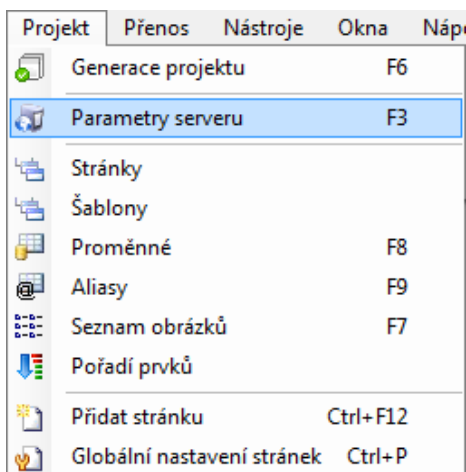 Projekt Přenos Nástroje Okna
Generace projektu F6
Parametry serveru F3
Stránky
Šablony
Proměnné F8
Aliasy F9
Seznam obrázků F7
Pořadí prvků
Přidat stránku Ctrl+F12
Globální nastavení stránek Ctrl+P